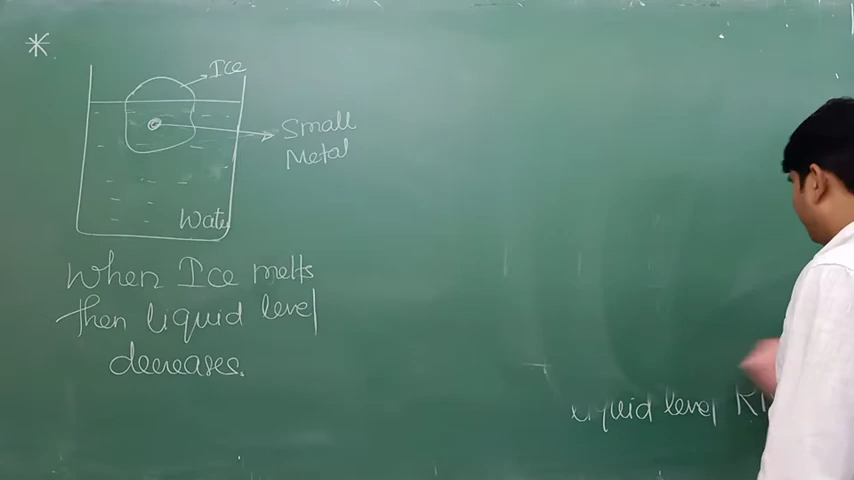 *
Ice
Small
Metal
Water
When Ice melts
then liquid level
decreases.
liquid level